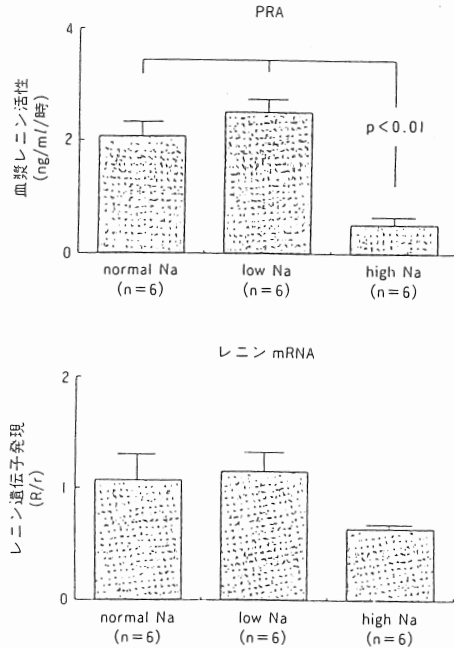 PRA
血漿レニン活性
(ng/ml/時)
4
2
0
p<0.01
normal Na
(n=6)
low Na
(n=6)
high Na
(n=6)
レニン mRNA
レニン遺伝子発現
(R/r)
2
1
0
normal Na
(n=6)
low Na
(n=6)
high Na
(n=6)